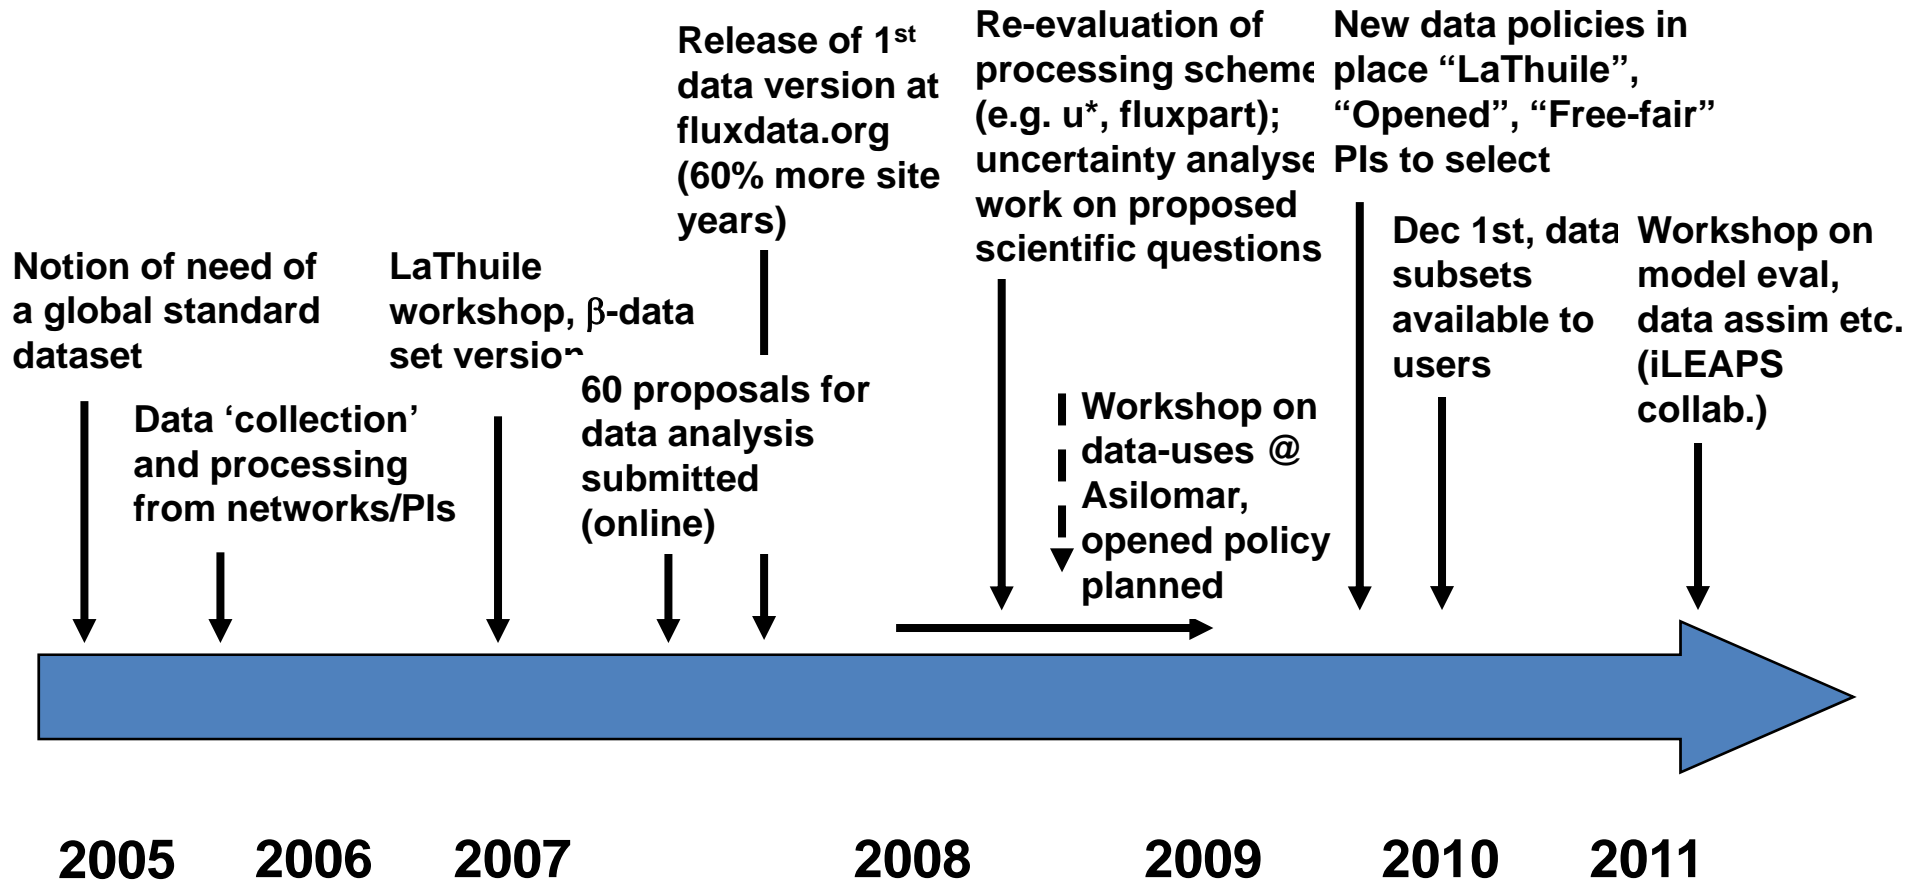 Notion of need of
a global standard
dataset
Data ‘collection’
and processing
from networks/PIs
LaThuile
workshop, β-data
set version
60 proposals for
data analysis
submitted
(online)
Release of 1st
data version at
fluxdata.org
(60% more site
years)
Re-evaluation of
processing scheme
(e.g. u*, fluxpart);
uncertainty analyse
work on proposed
scientific questions
Workshop on
data-uses @
Asilomar,
opened policy
planned
New data policies in
place “LaThuile”,
“Opened”, “Free-fair”
PIs to select
Dec 1st, data
subsets
available to
users
Workshop on
model eval,
data assim etc.
(iLEAPS
collab.)
2005 2006 2007 2008 2009 2010 2011